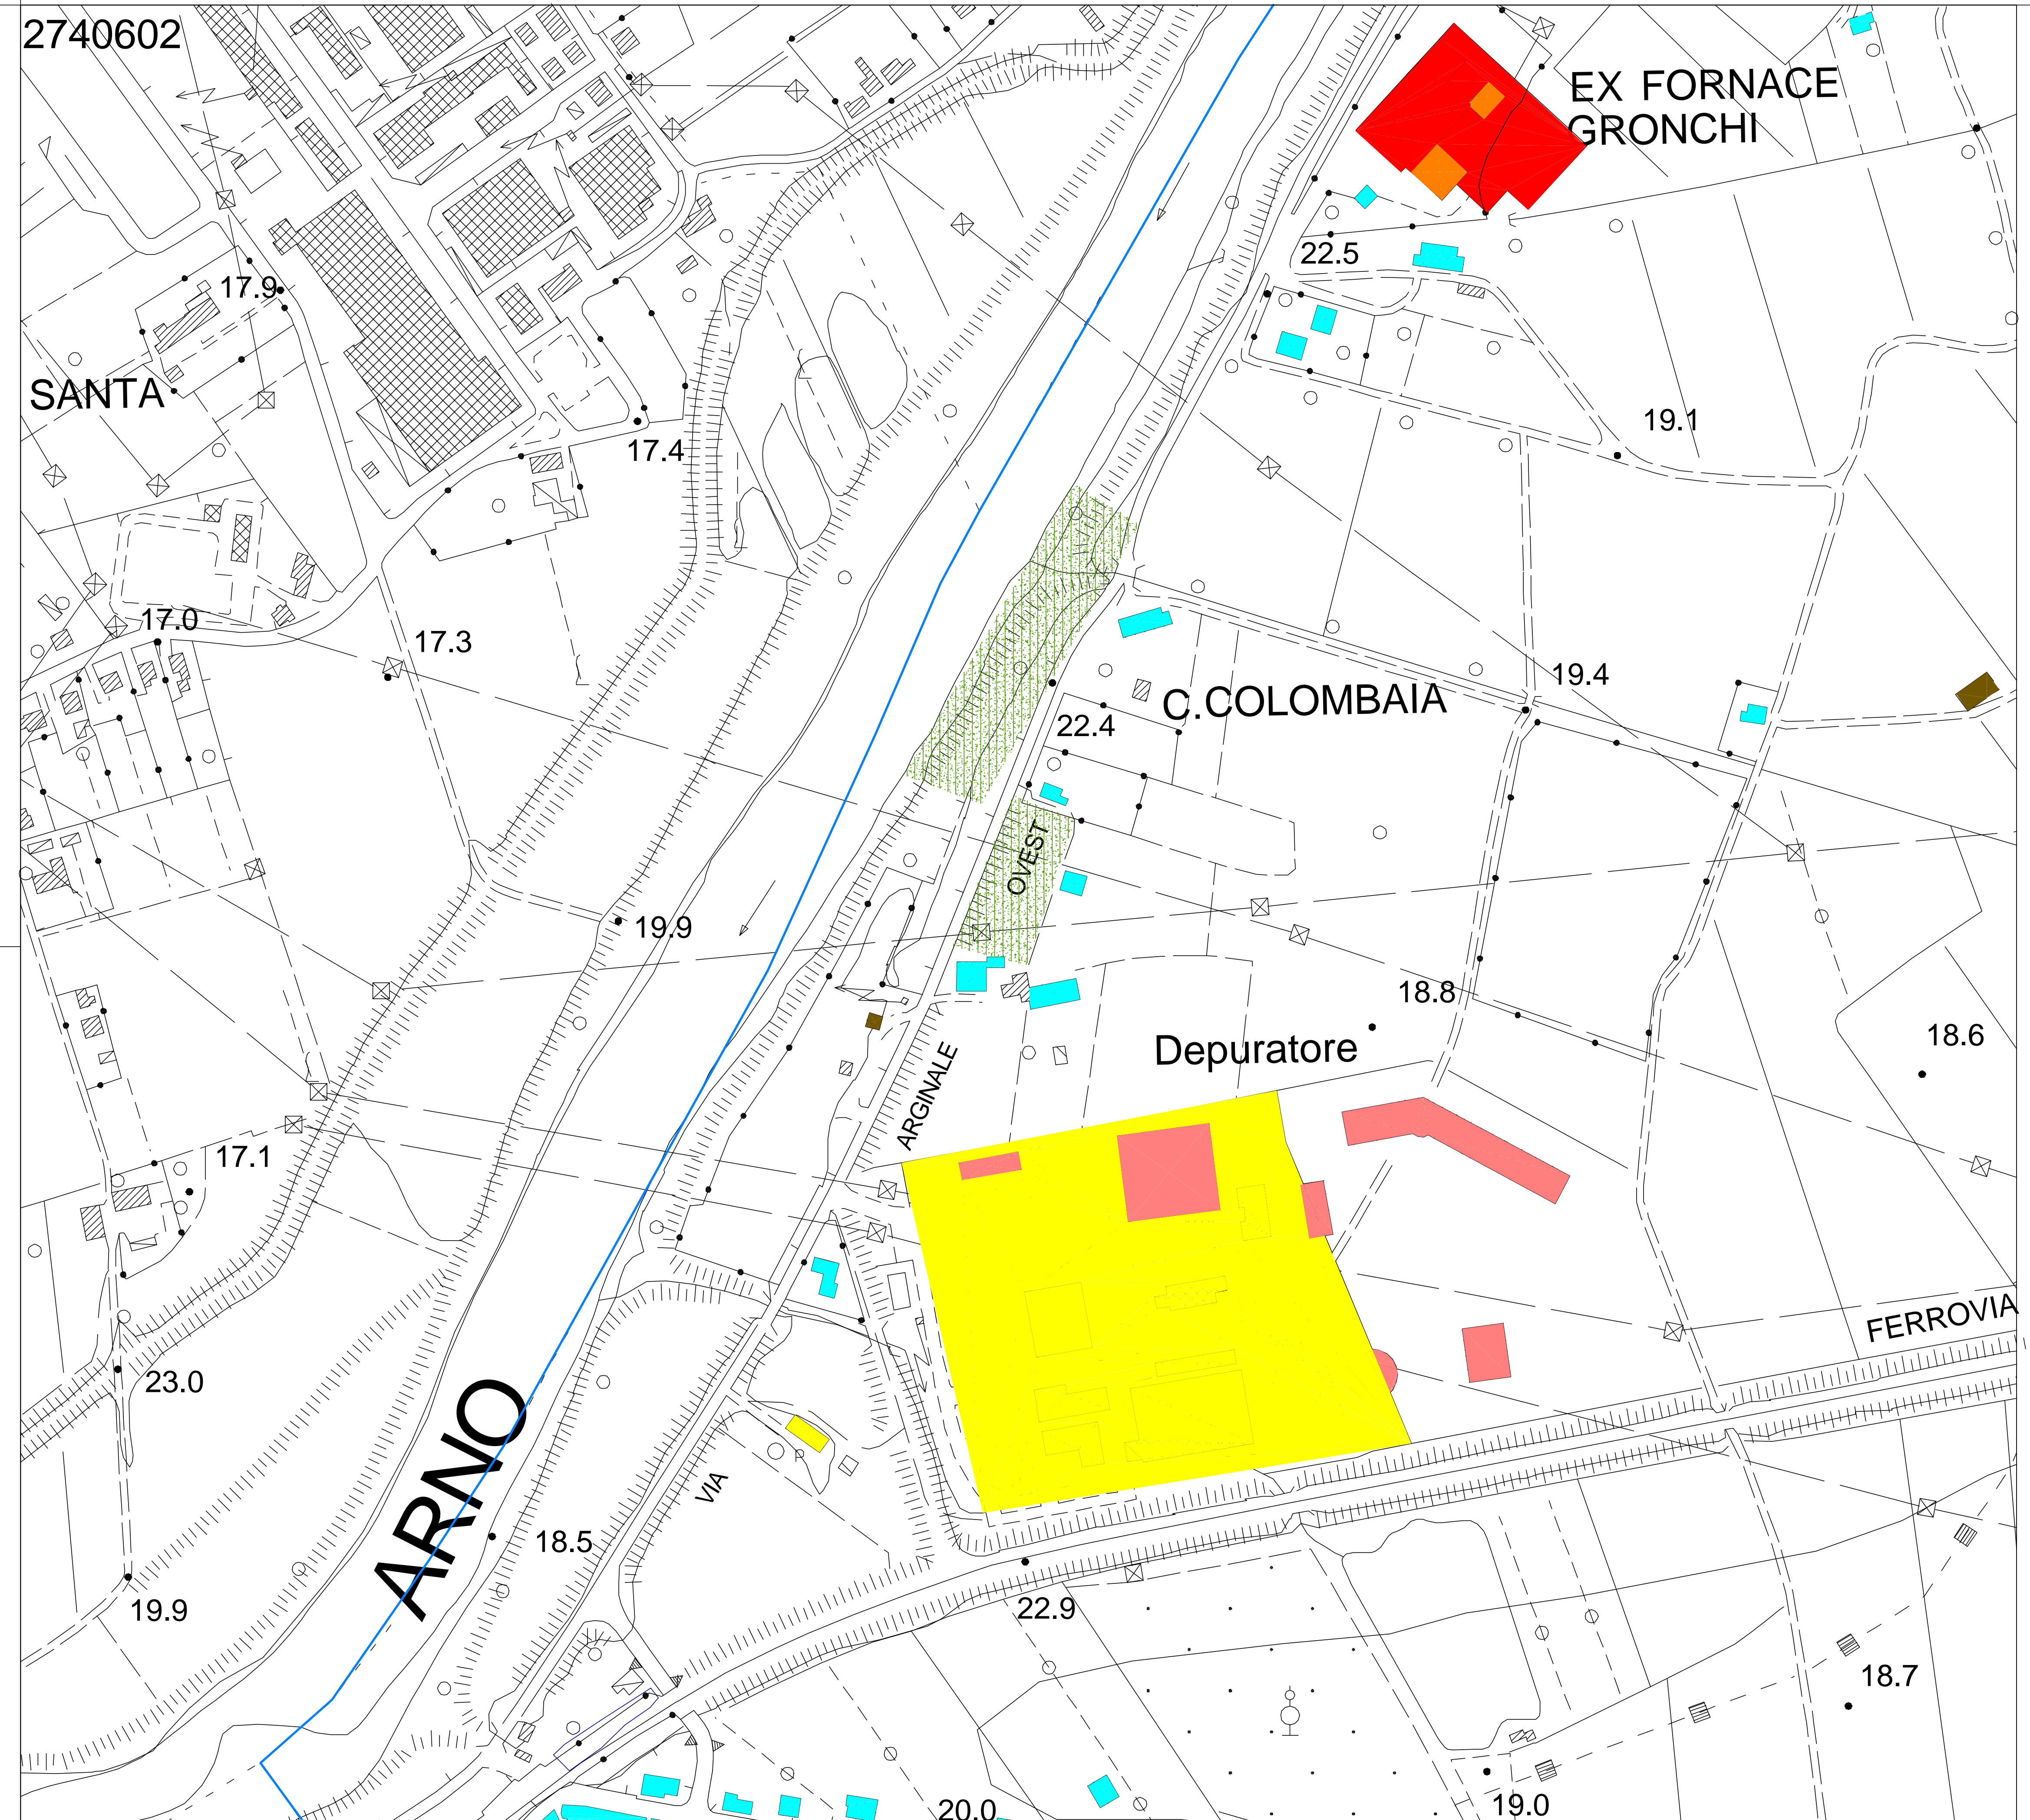 2740602
EX FORNACE
GRONCHI
22.5
17.9
SANTA
19.1
17.4
17.0
17.3
19.4
C.COLOMBAIA
22.4
OVEST
19.9
18.8
18.6
Depuratore
ARGINALE
17.1
FERROVIA
23.0
ARNO
VIA
18.5
19.9
22.9
18.7
20.0
19.0